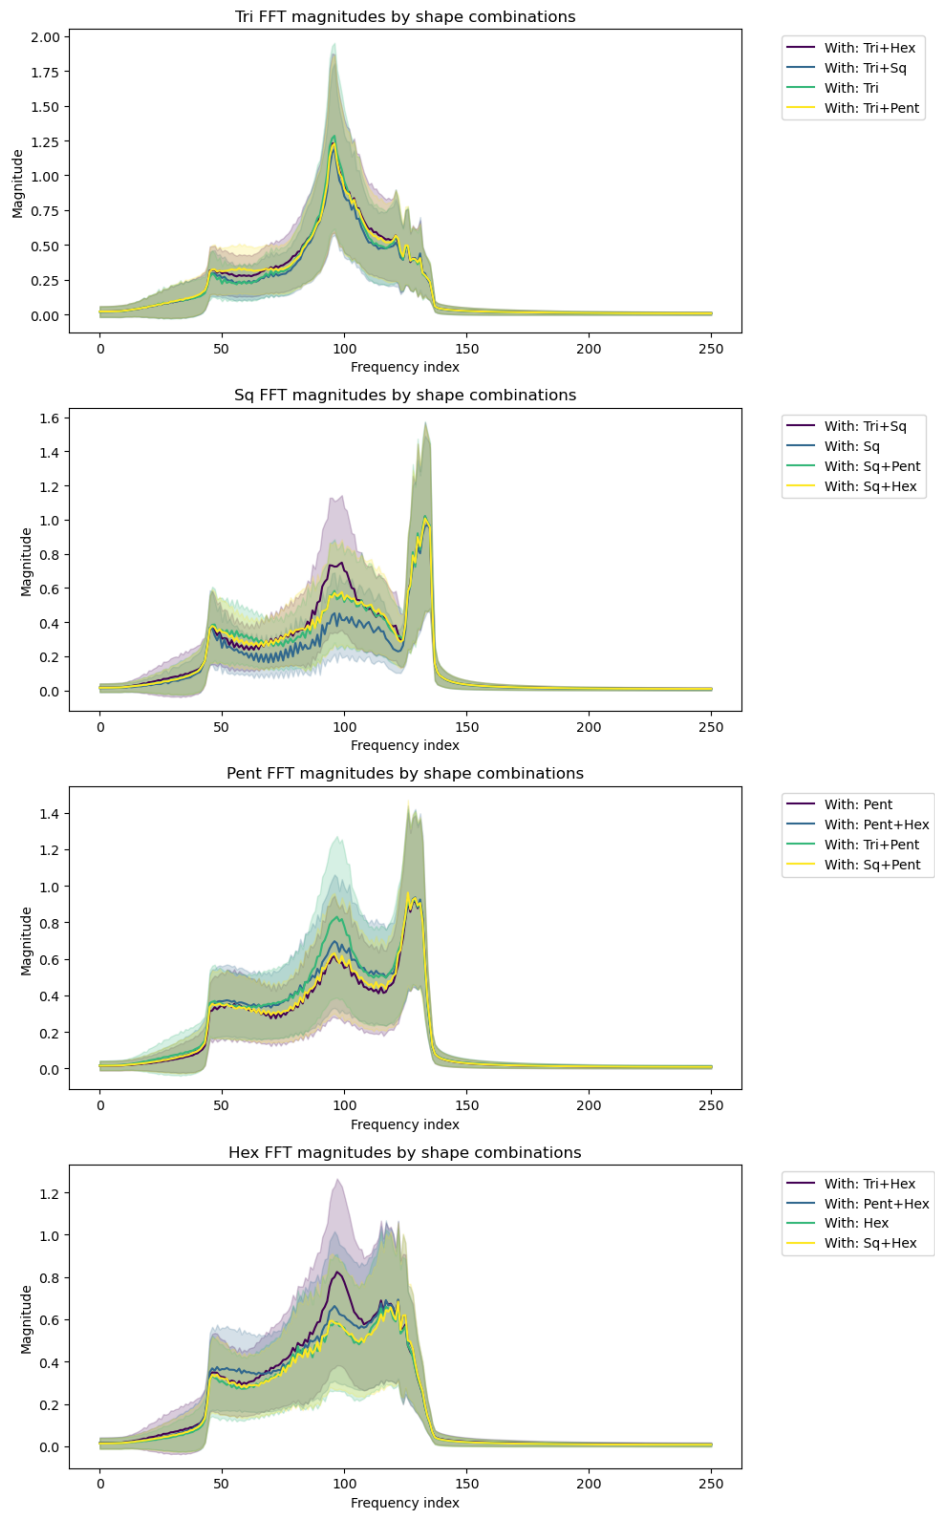 Tri FFT magnitudes by shape combinations
2.00
1.75
1.50
1.25
1.00
0.75
0.50
0.25
0.00
Magnitude
0 50 100 150 200 250
Frequency index
With: Tri+Hex
With: Tri+Sq
With: Tri
With: Tri+Pent
Sq FFT magnitudes by shape combinations
1.6
1.4
1.2
1.0
0.8
0.6
0.4
0.2
0.0
Magnitude
0 50 100 150 200 250
Frequency index
With: Tri+Sq
With: Sq
With: Sq+Pent
With: Sq+Hex
Pent FFT magnitudes by shape combinations
1.4
1.2
1.0
0.8
0.6
0.4
0.2
0.0
Magnitude
0 50 100 150 200 250
Frequency index
With: Pent
With: Pent+Hex
With: Tri+Pent
With: Sq+Pent
Hex FFT magnitudes by shape combinations
1.2
1.0
0.8
0.6
0.4
0.2
0.0
Magnitude
0 50 100 150 200 250
Frequency index
With: Tri+Hex
With: Pent+Hex
With: Hex
With: Sq+Hex